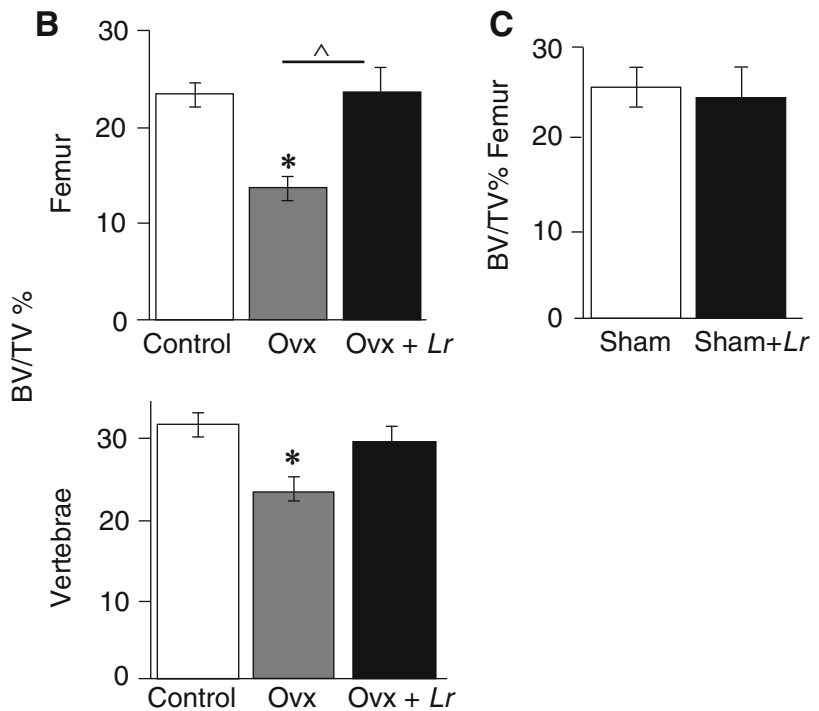 B
30
20
10
0
Femur
^
*
Control Ovx Ovx + Lr
BV/TV %
30
20
10
0
Vertebrae
*
Control Ovx Ovx + Lr
C
30
20
10
0
BV/TV% Femur
Sham Sham+Lr